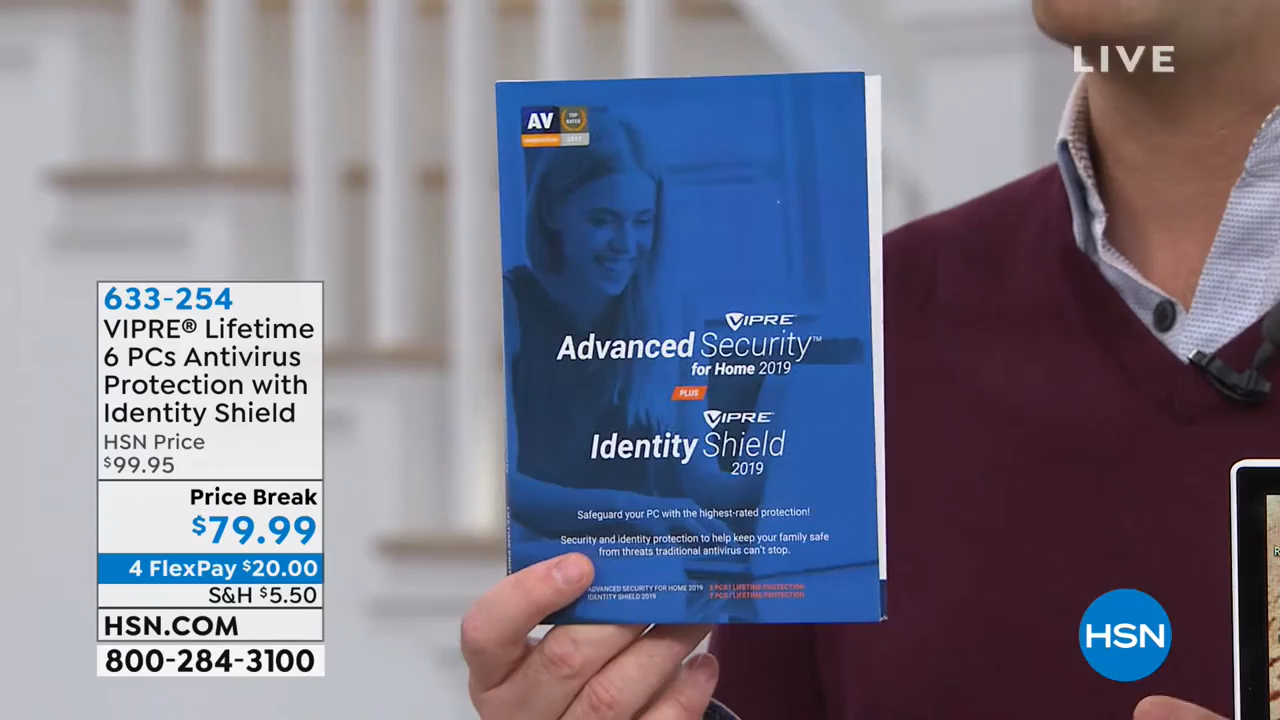 LIVE
AV
TOP
RATED
VIPRE
Advanced Security™
for Home 2019
PLUS
VIPRE
Identity Shield
2019
Safeguard your PC with the highest-rated protection!
Security and identity protection to help keep your family safe
from threats traditional antivirus can't stop.
ADVANCED SECURITY FOR HOME 2019
IDENTITY SHIELD 2019
633-254
VIPRE® Lifetime
6 PCs Antivirus
Protection with
Identity Shield
HSN Price
$99.95
Price Break
$79.99
4 FlexPay $20.00
S&H $5.50
HSN.COM
800-284-3100
HSN